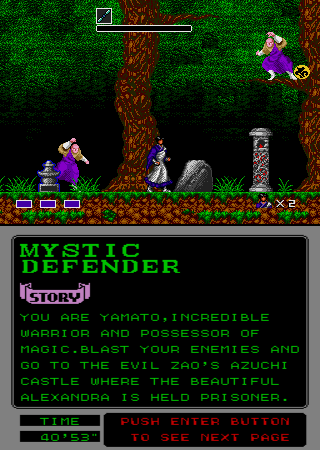 ×2
MYSTIC
DEFENDER
STORY
YOU ARE YAMATO,INCREDIBLE
WARRIOR AND POSSESSOR OF
MAGIC.BLAST YOUR ENEMIES AND
GO TO THE EVIL ZAO'S AZUCHI
CASTLE WHERE THE BEAUTIFUL
ALEXANDRA IS HELD PRISONER.
TIME
40'53"
PUSH ENTER BUTTON
TO SEE NEXT PAGE